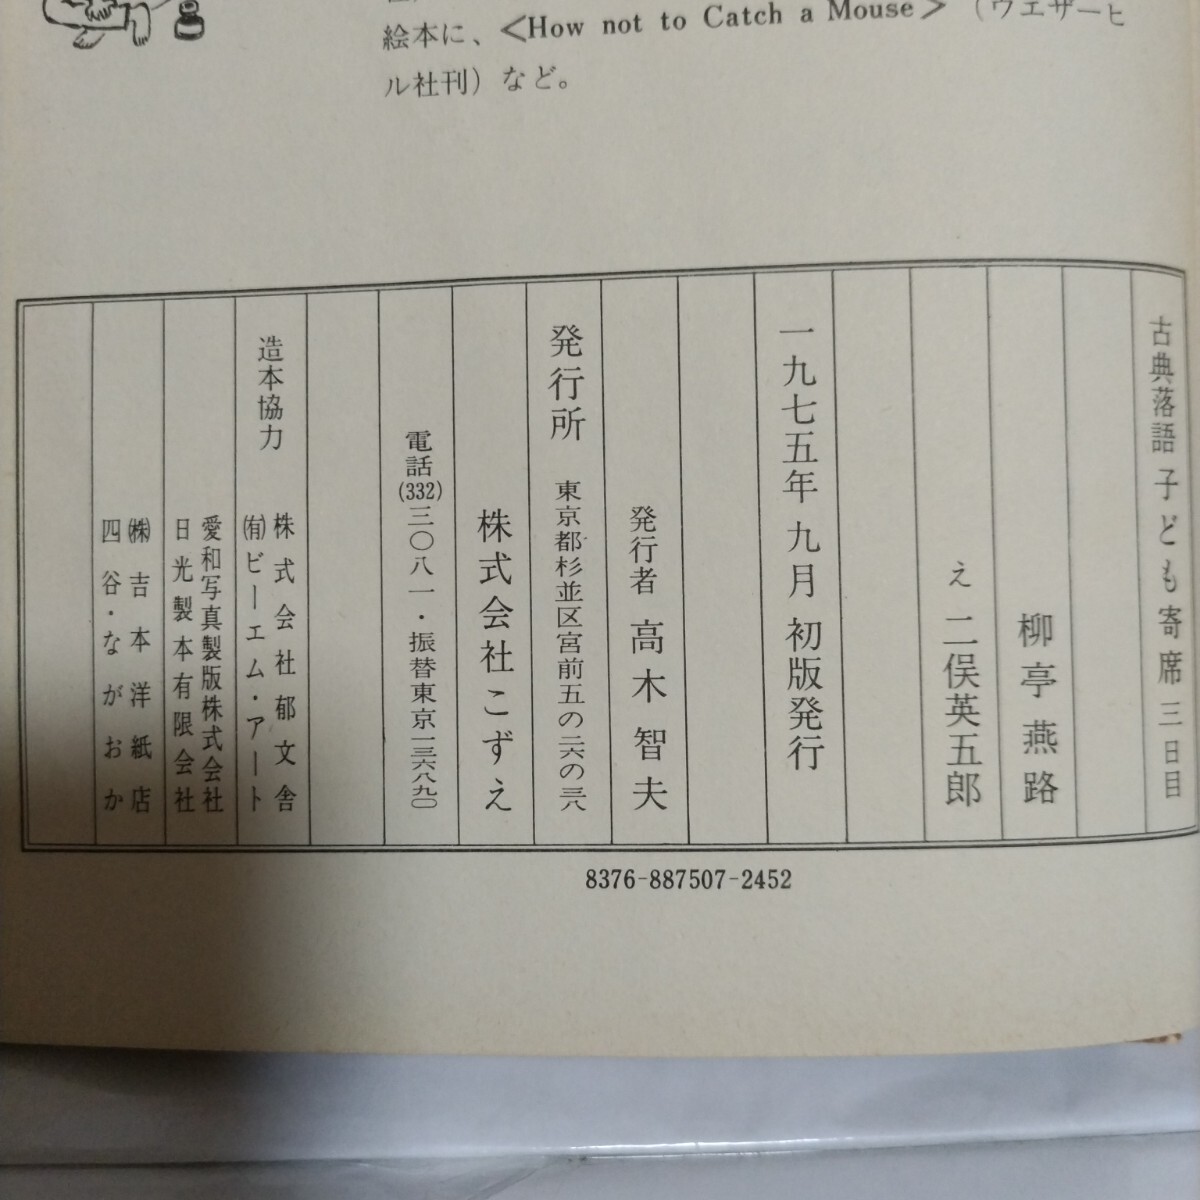 絵本に、<How not to Catch a Mouse>（ウエザーヒ
ル社刊）など。
古典落語 子ども寄席 三日目
柳亭燕路
え 二俣英五郎
一九七五年 九月 初版発行
発行者 高木智夫
発行所 東京都杉並区宮前五の二六の三八
株式会社こずえ
電話(332)三〇八一・振替東京一三六八九〇
造本協力 株式会社郁文舎
㈲ビーエム・アート
愛和写真製版株式会社
日光製本有限会社
㈱吉本洋紙店
四谷・ながおか
8376-887507-2452